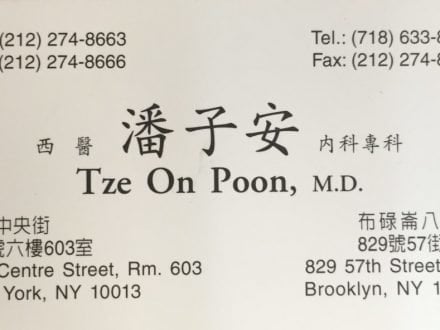 (212) 274-8663
(212) 274-8666
Tel.: (718) 633-8
Fax: (212) 274-8
西醫 潘子安 內科專科
Tze On Poon, M.D.
中央街
號六樓603室
Centre Street, Rm. 603
York, NY 10013
布碌崙八
829號57街
829 57th Street
Brooklyn, NY 1